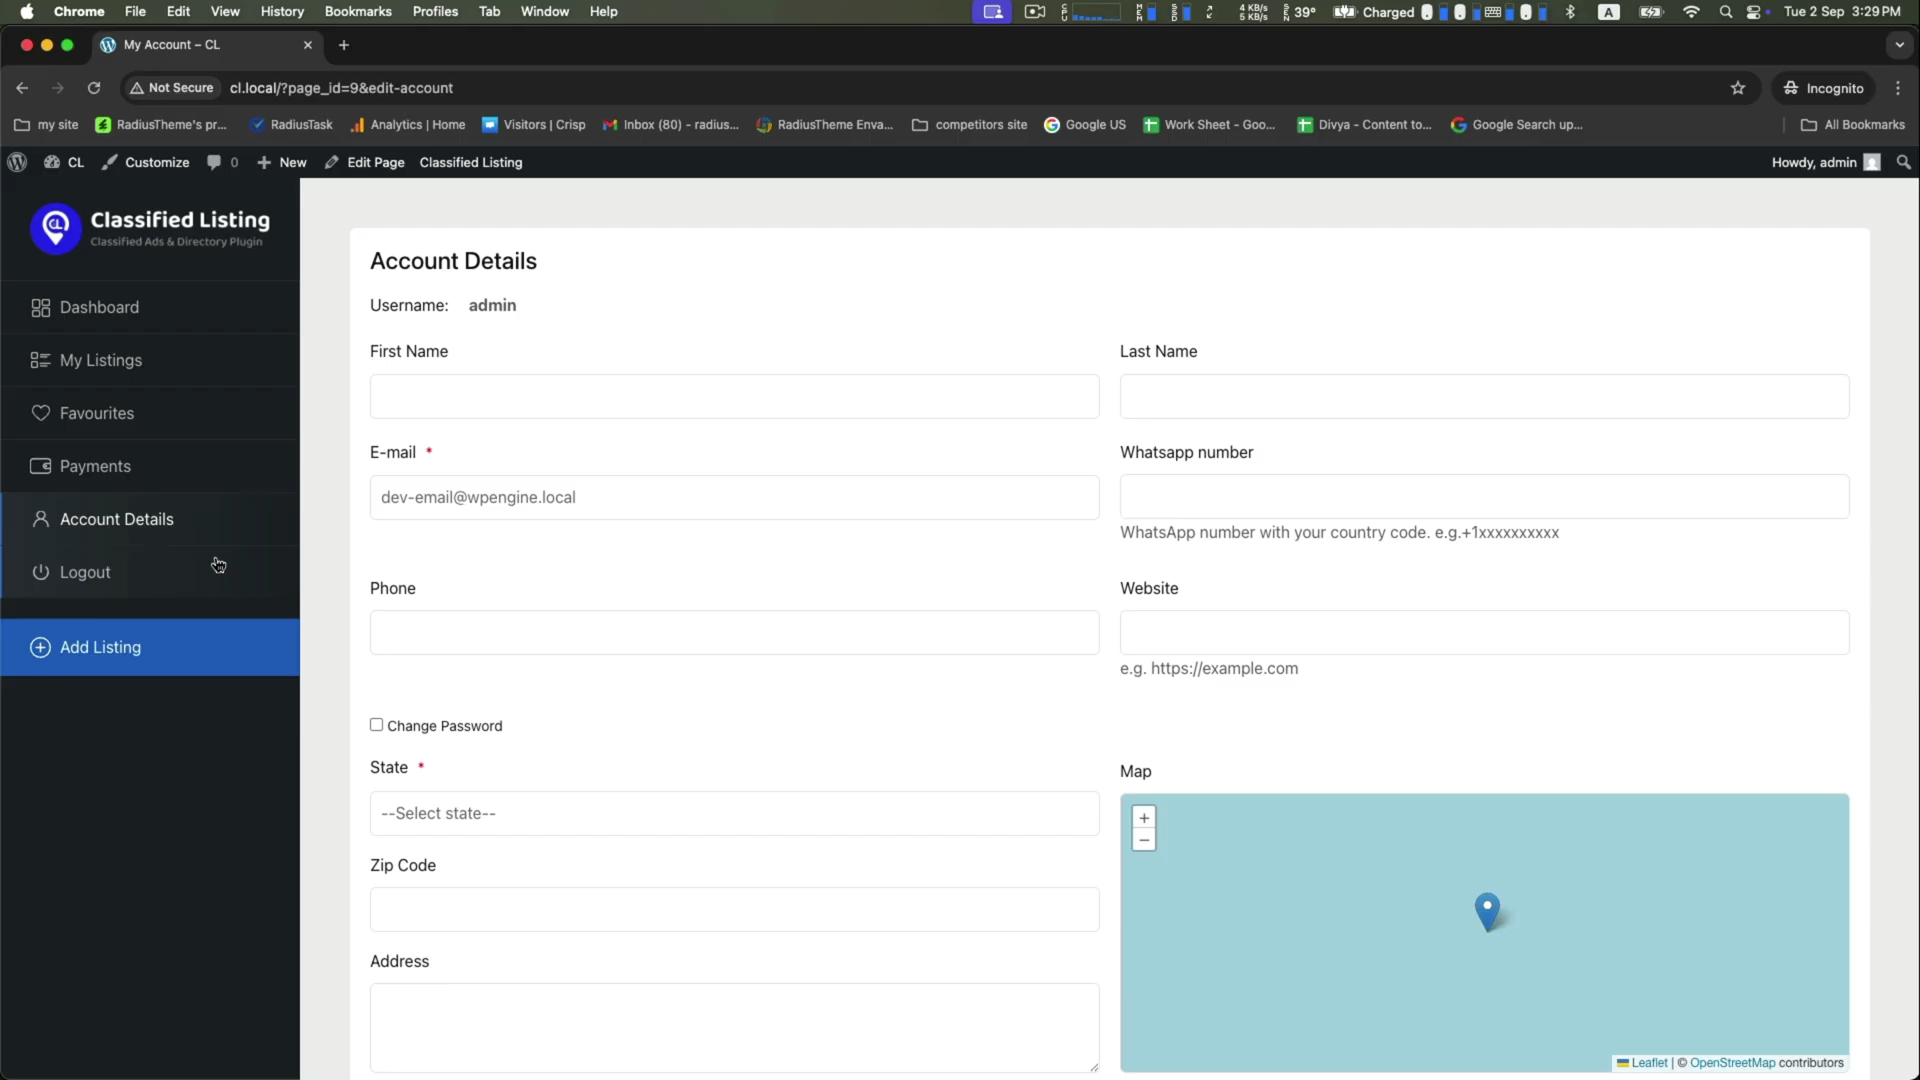 Chrome File Edit View History Bookmarks Profiles Tab Window Help
4 KB/s
5 KB/s
39° Charged A Tue 2 Sep 3:29 PM
My Account – CL
Not Secure cl.local/?page_id=9&edit-account Incognito
my site RadiusTheme's pr... RadiusTask Analytics | Home Visitors | Crisp Inbox (80) - radius... RadiusTheme Enva... competitors site Google US Work Sheet - Goo... Divya - Content to... Google Search up... All Bookmarks
CL Customize 0 New Edit Page Classified Listing Howdy, admin
CL Classified Listing
Classified Ads & Directory Plugin
Dashboard
My Listings
Favourites
Payments
Account Details
Logout
Add Listing
Account Details
Username: admin
First Name
Last Name
E-mail *
Whatsapp number
dev-email@wpengine.local
WhatsApp number with your country code. e.g.+1xxxxxxxxxx
Phone
Website
e.g. https://example.com
Change Password
State *
Map
--Select state--
+
−
Zip Code
Address
Leaflet | © OpenStreetMap contributors